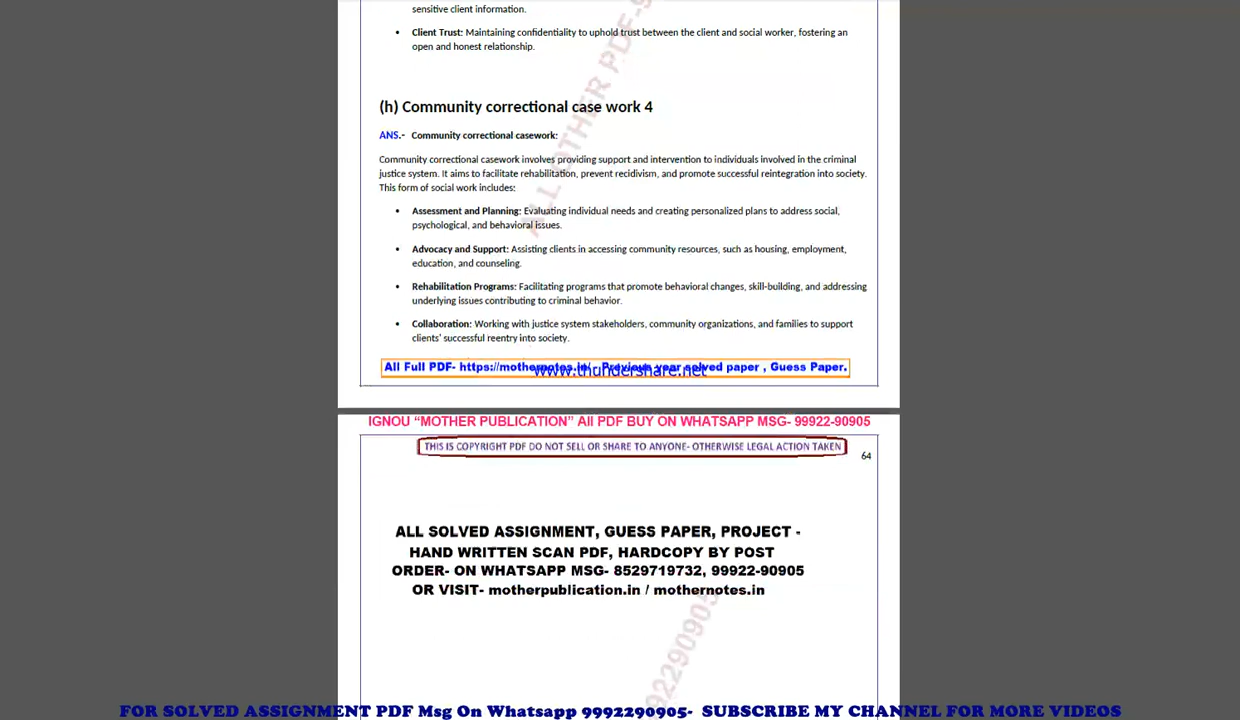 sensitive client information.
• Client Trust: Maintaining confidentiality to uphold trust between the client and social worker, fostering an
open and honest relationship.
(h) Community correctional case work 4
ANS.- Community correctional casework:
Community correctional casework involves providing support and intervention to individuals involved in the criminal
justice system. It aims to facilitate rehabilitation, prevent recidivism, and promote successful reintegration into society.
This form of social work includes:
• Assessment and Planning: Evaluating individual needs and creating personalized plans to address social,
psychological, and behavioral issues.
• Advocacy and Support: Assisting clients in accessing community resources, such as housing, employment,
education, and counseling.
• Rehabilitation Programs: Facilitating programs that promote behavioral changes, skill-building, and addressing
underlying issues contributing to criminal behavior.
• Collaboration: Working with justice system stakeholders, community organizations, and families to support
clients' successful reentry into society.
All Full PDF- https://mothernotes.in/ - Previous year solved paper , Guess Paper.
www.thundershare.net
ALL MOTHER PDF-9
IGNOU “MOTHER PUBLICATION” All PDF BUY ON WHATSAPP MSG- 99922-90905
THIS IS COPYRIGHT PDF DO NOT SELL OR SHARE TO ANYONE- OTHERWISE LEGAL ACTION TAKEN
64
ALL SOLVED ASSIGNMENT, GUESS PAPER, PROJECT -
HAND WRITTEN SCAN PDF, HARDCOPY BY POST
ORDER- ON WHATSAPP MSG- 8529719732, 99922-90905
OR VISIT- motherpublication.in / mothernotes.in
92290905
FOR SOLVED ASSIGNMENT PDF Msg On Whatsapp 9992290905- SUBSCRIBE MY CHANNEL FOR MORE VIDEOS